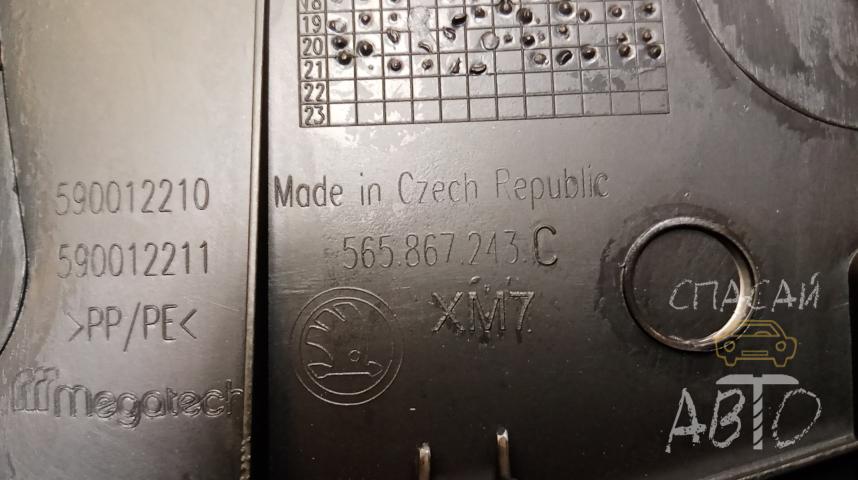 18
19
20
21
22
23
590012210
590012211
>PP/PE<
megatech
Made in Czech Republic
565.867.243.C
XM7
СПАСАЙ
АВТО